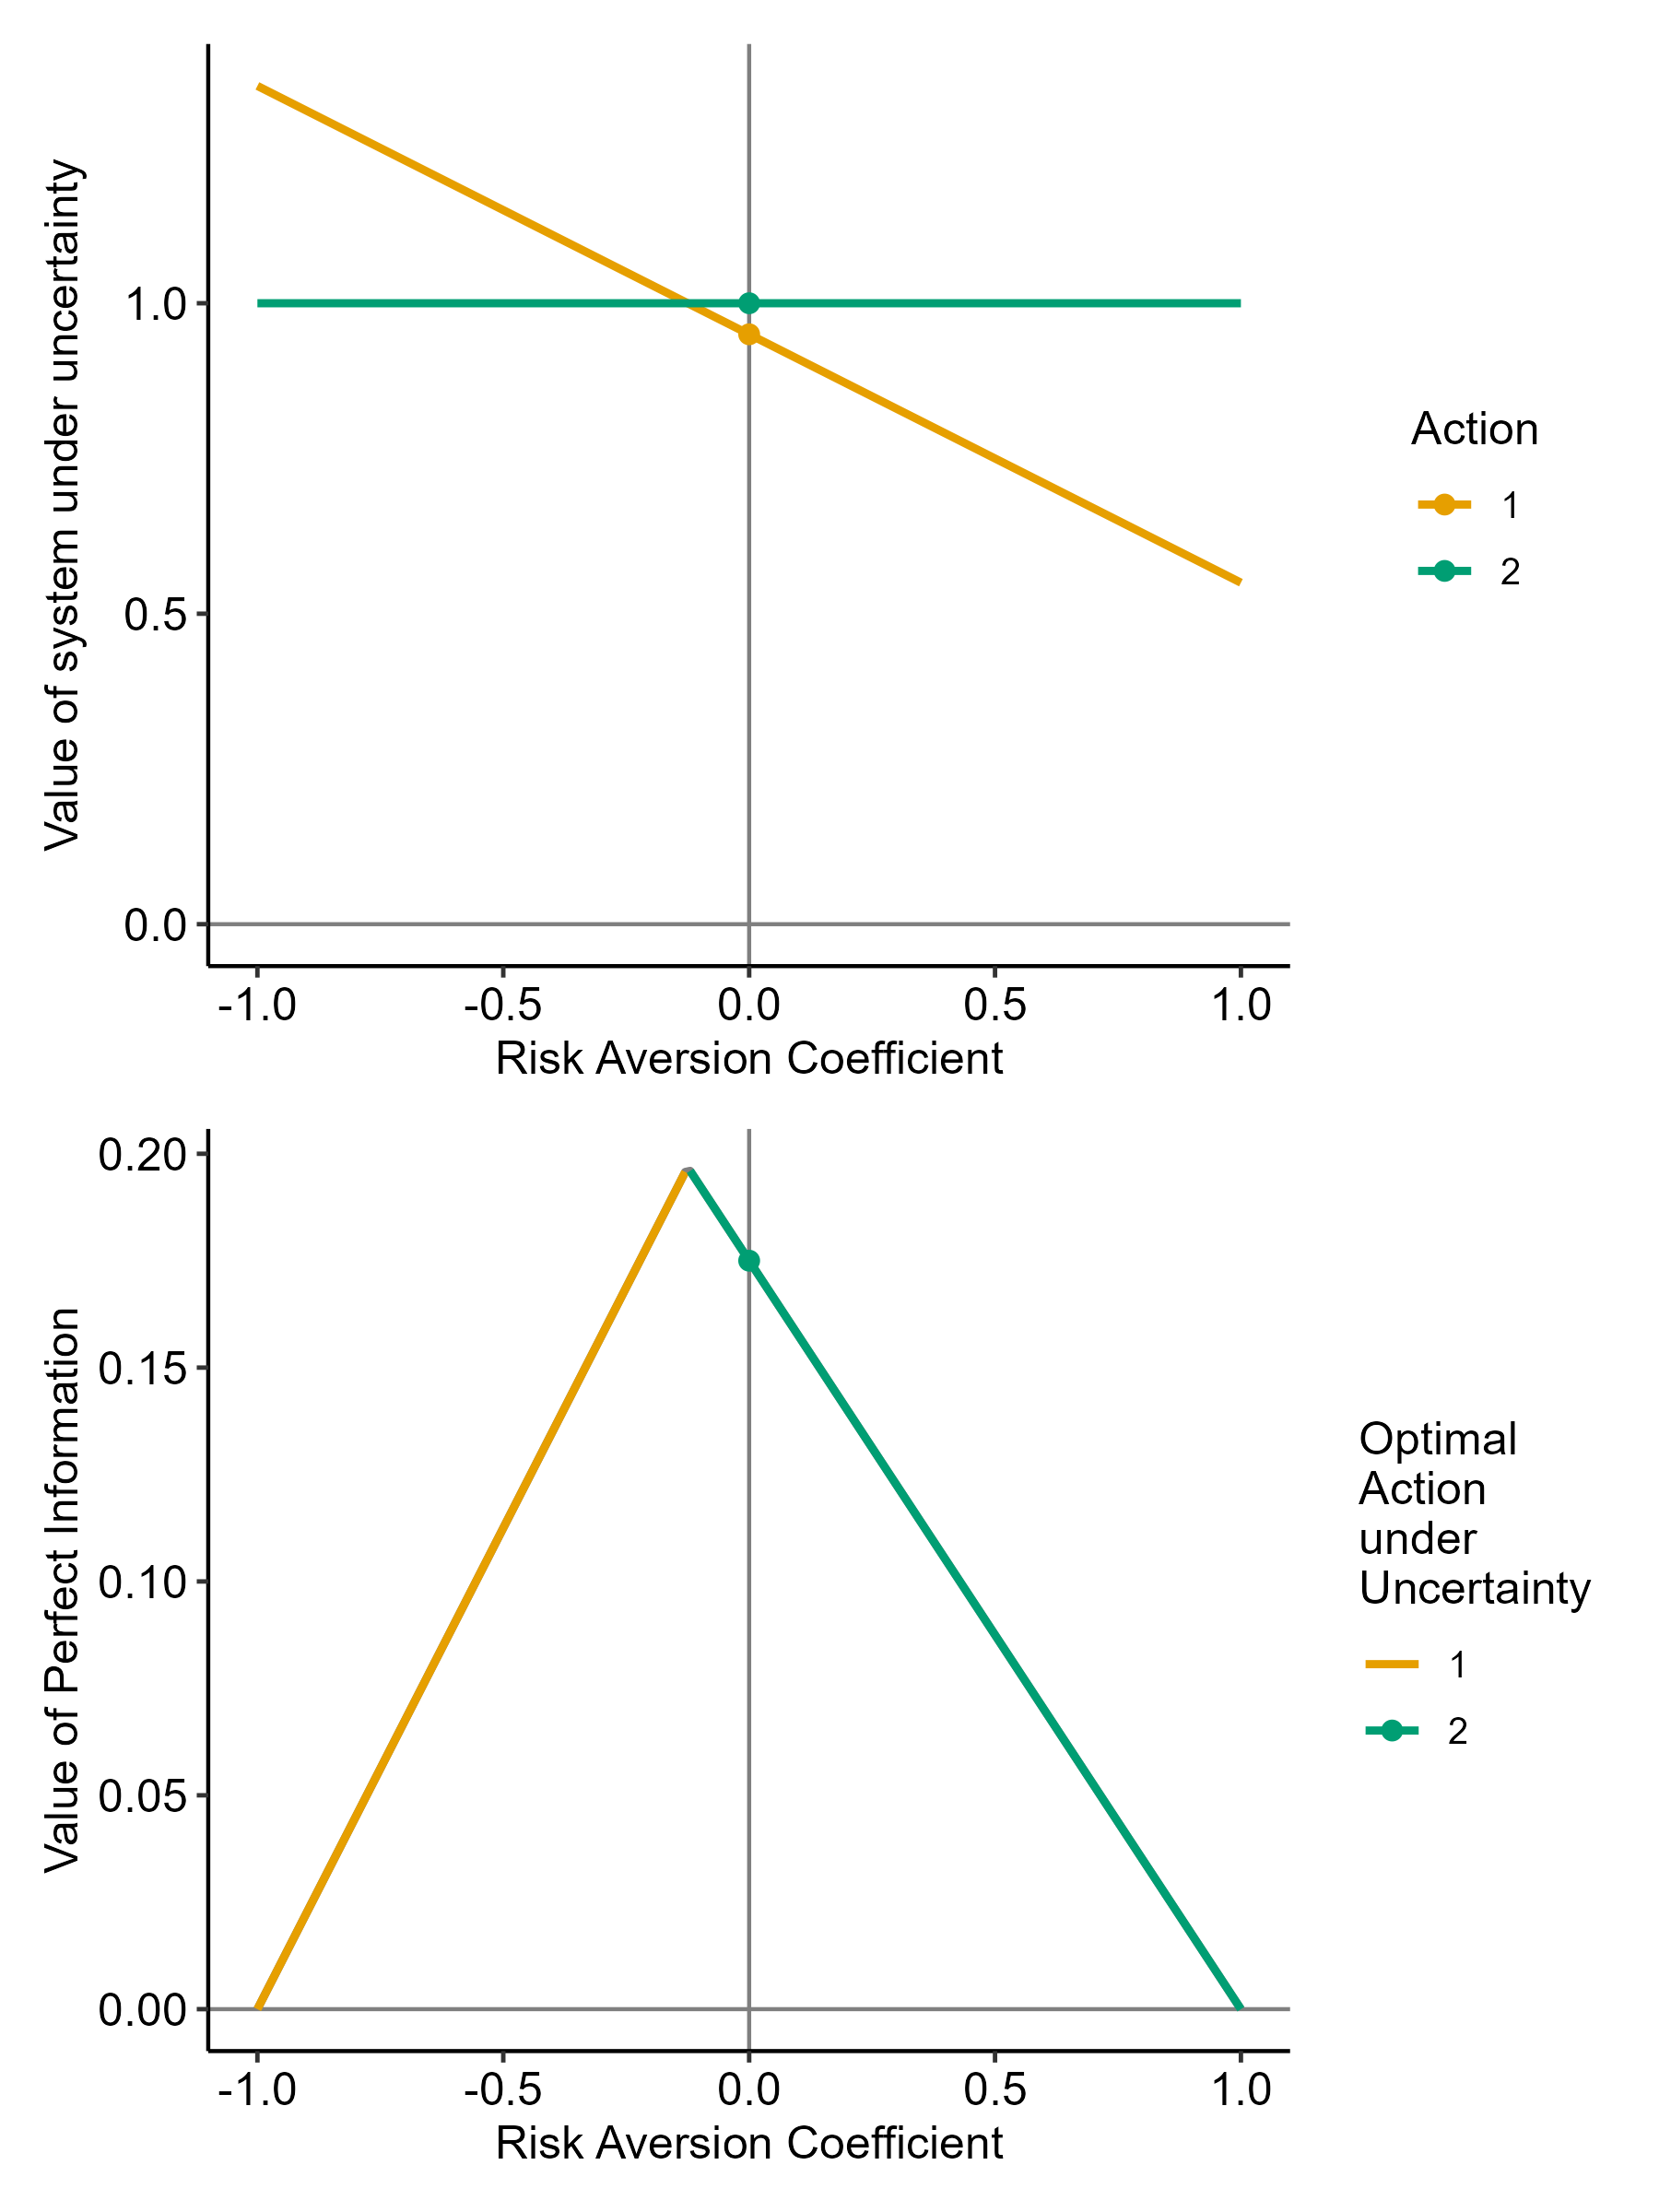 Value of system under uncertainty
1.0
0.5
0.0
-1.0 -0.5 0.0 0.5 1.0
Risk Aversion Coefficient
Action
1
2
Value of Perfect Information
0.20
0.15
0.10
0.05
0.00
-1.0 -0.5 0.0 0.5 1.0
Risk Aversion Coefficient
Optimal
Action
under
Uncertainty
1
2